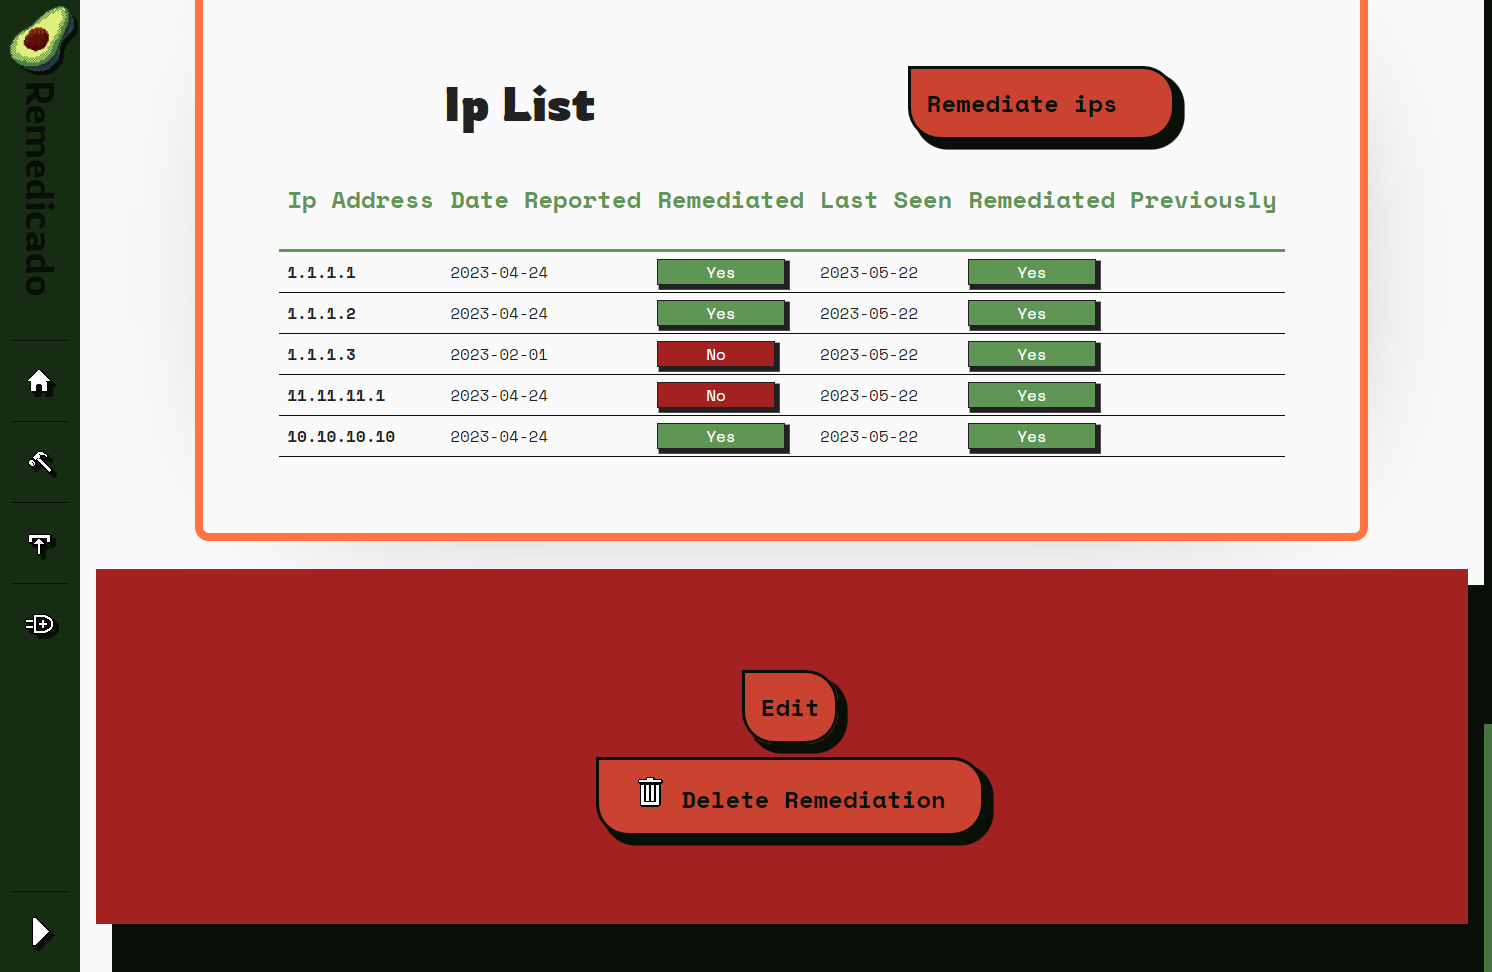 Remedicado
Ip List
Remediate ips
Ip Address Date Reported Remediated Last Seen Remediated Previously
1.1.1.1 2023-04-24 Yes 2023-05-22 Yes
1.1.1.2 2023-04-24 Yes 2023-05-22 Yes
1.1.1.3 2023-02-01 No 2023-05-22 Yes
11.11.11.1 2023-04-24 No 2023-05-22 Yes
10.10.10.10 2023-04-24 Yes 2023-05-22 Yes
Edit
Delete Remediation